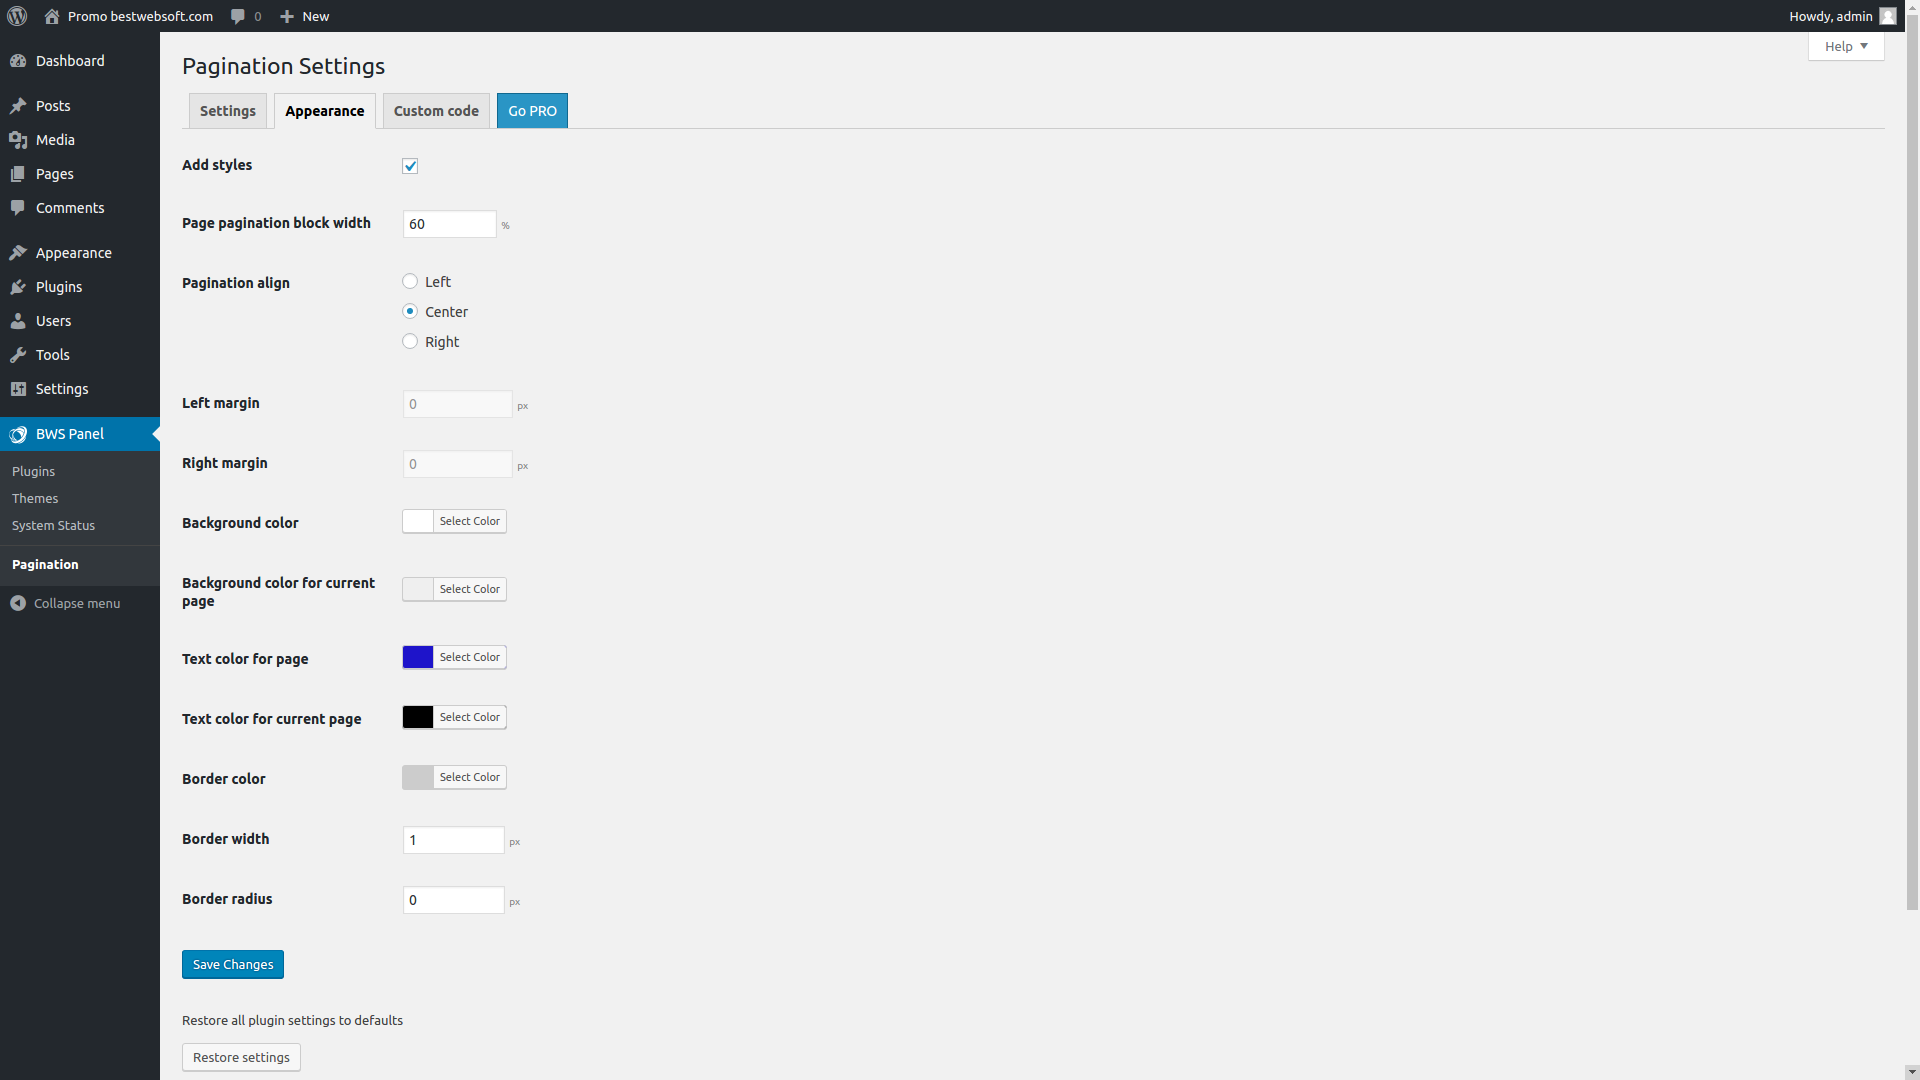 Promo bestwebsoft.com 0 New Howdy, admin
Help
Dashboard
Posts
Media
Pages
Comments
Appearance
Plugins
Users
Tools
Settings
BWS Panel
Plugins
Themes
System Status
Pagination
Collapse menu
Pagination Settings
Settings Appearance Custom code Go PRO
Add styles
Page pagination block width 60 %
Pagination align Left
Center
Right
Left margin 0 px
Right margin 0 px
Background color Select Color
Background color for current
page Select Color
Text color for page Select Color
Text color for current page Select Color
Border color Select Color
Border width 1 px
Border radius 0 px
Save Changes
Restore all plugin settings to defaults
Restore settings